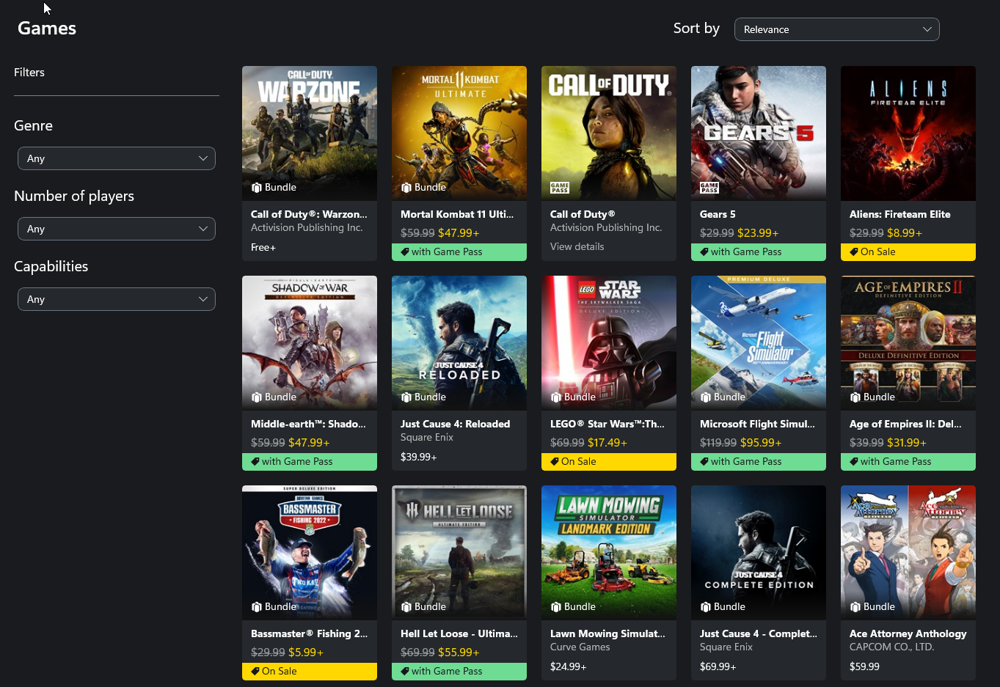 Games
Sort by
Relevance
Filters
Genre
Any
Number of players
Any
Capabilities
Any
CALL OF DUTY
WARZONE
Bundle
Call of Duty®: Warzon...
Activision Publishing Inc.
Free+
MORTAL KOMBAT
11
ULTIMATE
Bundle
Mortal Kombat 11 Ulti...
$59.99 $47.99+
with Game Pass
CALL OF DUTY®
GAME
PASS
Call of Duty®
Activision Publishing Inc.
View details
GEARS 5
GAME
PASS
Gears 5
$29.99 $23.99+
with Game Pass
ALIENS
FIRETEAM ELITE
Aliens: Fireteam Elite
$29.99 $8.99+
On Sale
MIDDLE-EARTH
SHADOW OF WAR
DEFINITIVE EDITION
Bundle
Middle-earth™: Shado...
$59.99 $47.99+
with Game Pass
JUST CAUSE 4
RELOADED
Bundle
Just Cause 4: Reloaded
Square Enix
$39.99+
LEGO STAR WARS
THE SKYWALKER SAGA
DELUXE EDITION
Bundle
LEGO® Star Wars™:Th...
$69.99 $17.49+
On Sale
PREMIUM DELUXE
Microsoft
Flight
Simulator
40TH ANNIVERSARY
Bundle
Microsoft Flight Simul...
$119.99 $95.99+
with Game Pass
AGE OF EMPIRES II
DEFINITIVE EDITION
DELUXE DEFINITIVE EDITION
Bundle
Age of Empires II: Del...
$39.99 $31.99+
with Game Pass
SUPER DELUXE EDITION
DOVETAIL GAMES
BASSMASTER
FISHING 2022
Bundle
Bassmaster® Fishing 2...
$29.99 $5.99+
On Sale
HELL LET LOOSE
ULTIMATE EDITION
Bundle
Hell Let Loose - Ultima...
$69.99 $55.99+
with Game Pass
LAWN MOWING
SIMULATOR
LANDMARK EDITION
Bundle
Lawn Mowing Simulat...
Curve Games
$24.99+
JUST CAUSE 4
COMPLETE EDITION
Bundle
Just Cause 4 - Complet...
Square Enix
$69.99+
Ace
Attorney
TRILOGY
Ace
Attorney
TRILOGY
Bundle
Ace Attorney Anthology
CAPCOM CO., LTD.
$59.99